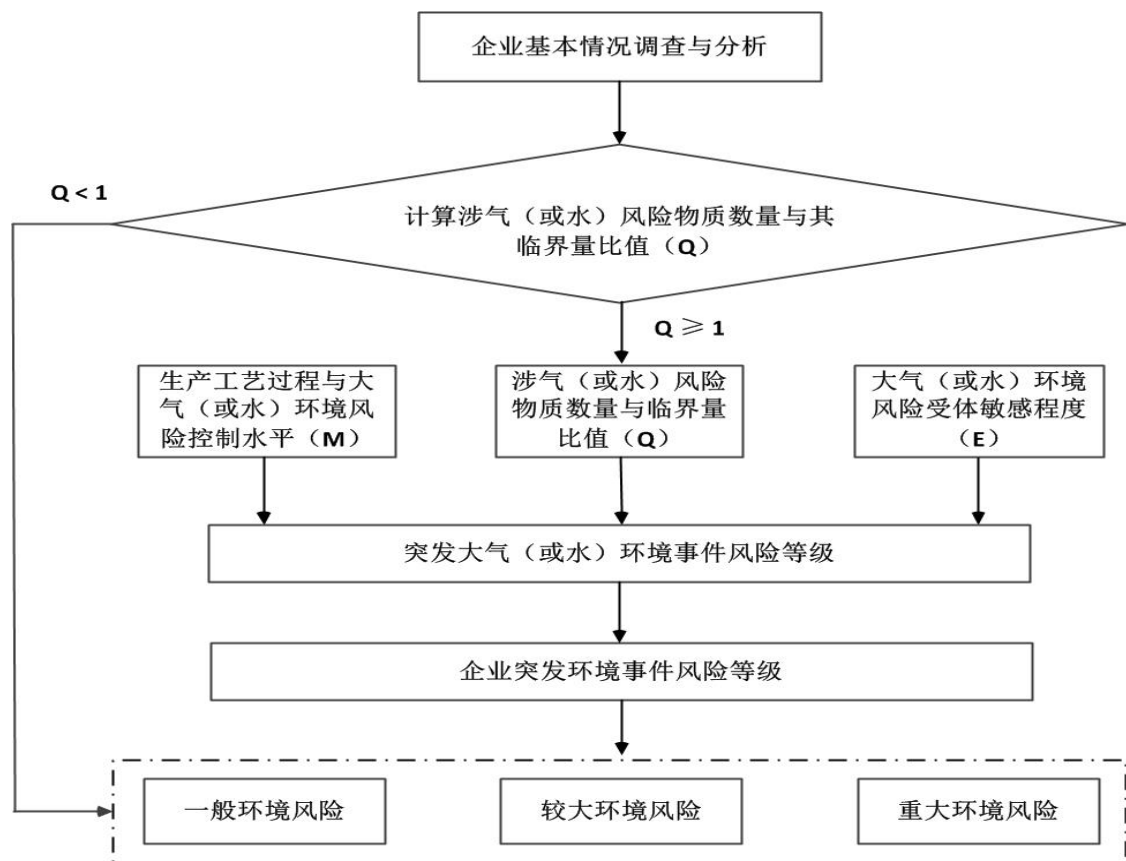 企业基本情况调查与分析
Q < 1
计算涉气（或水）风险物质数量与其
临界量比值（Q）
Q ≥ 1
生产工艺过程与大
气（或水）环境风
险控制水平（M）
涉气（或水）风险
物质数量与临界量
比值（Q）
大气（或水）环境
风险受体敏感程度
（E）
突发大气（或水）环境事件风险等级
企业突发环境事件风险等级
一般环境风险
较大环境风险
重大环境风险